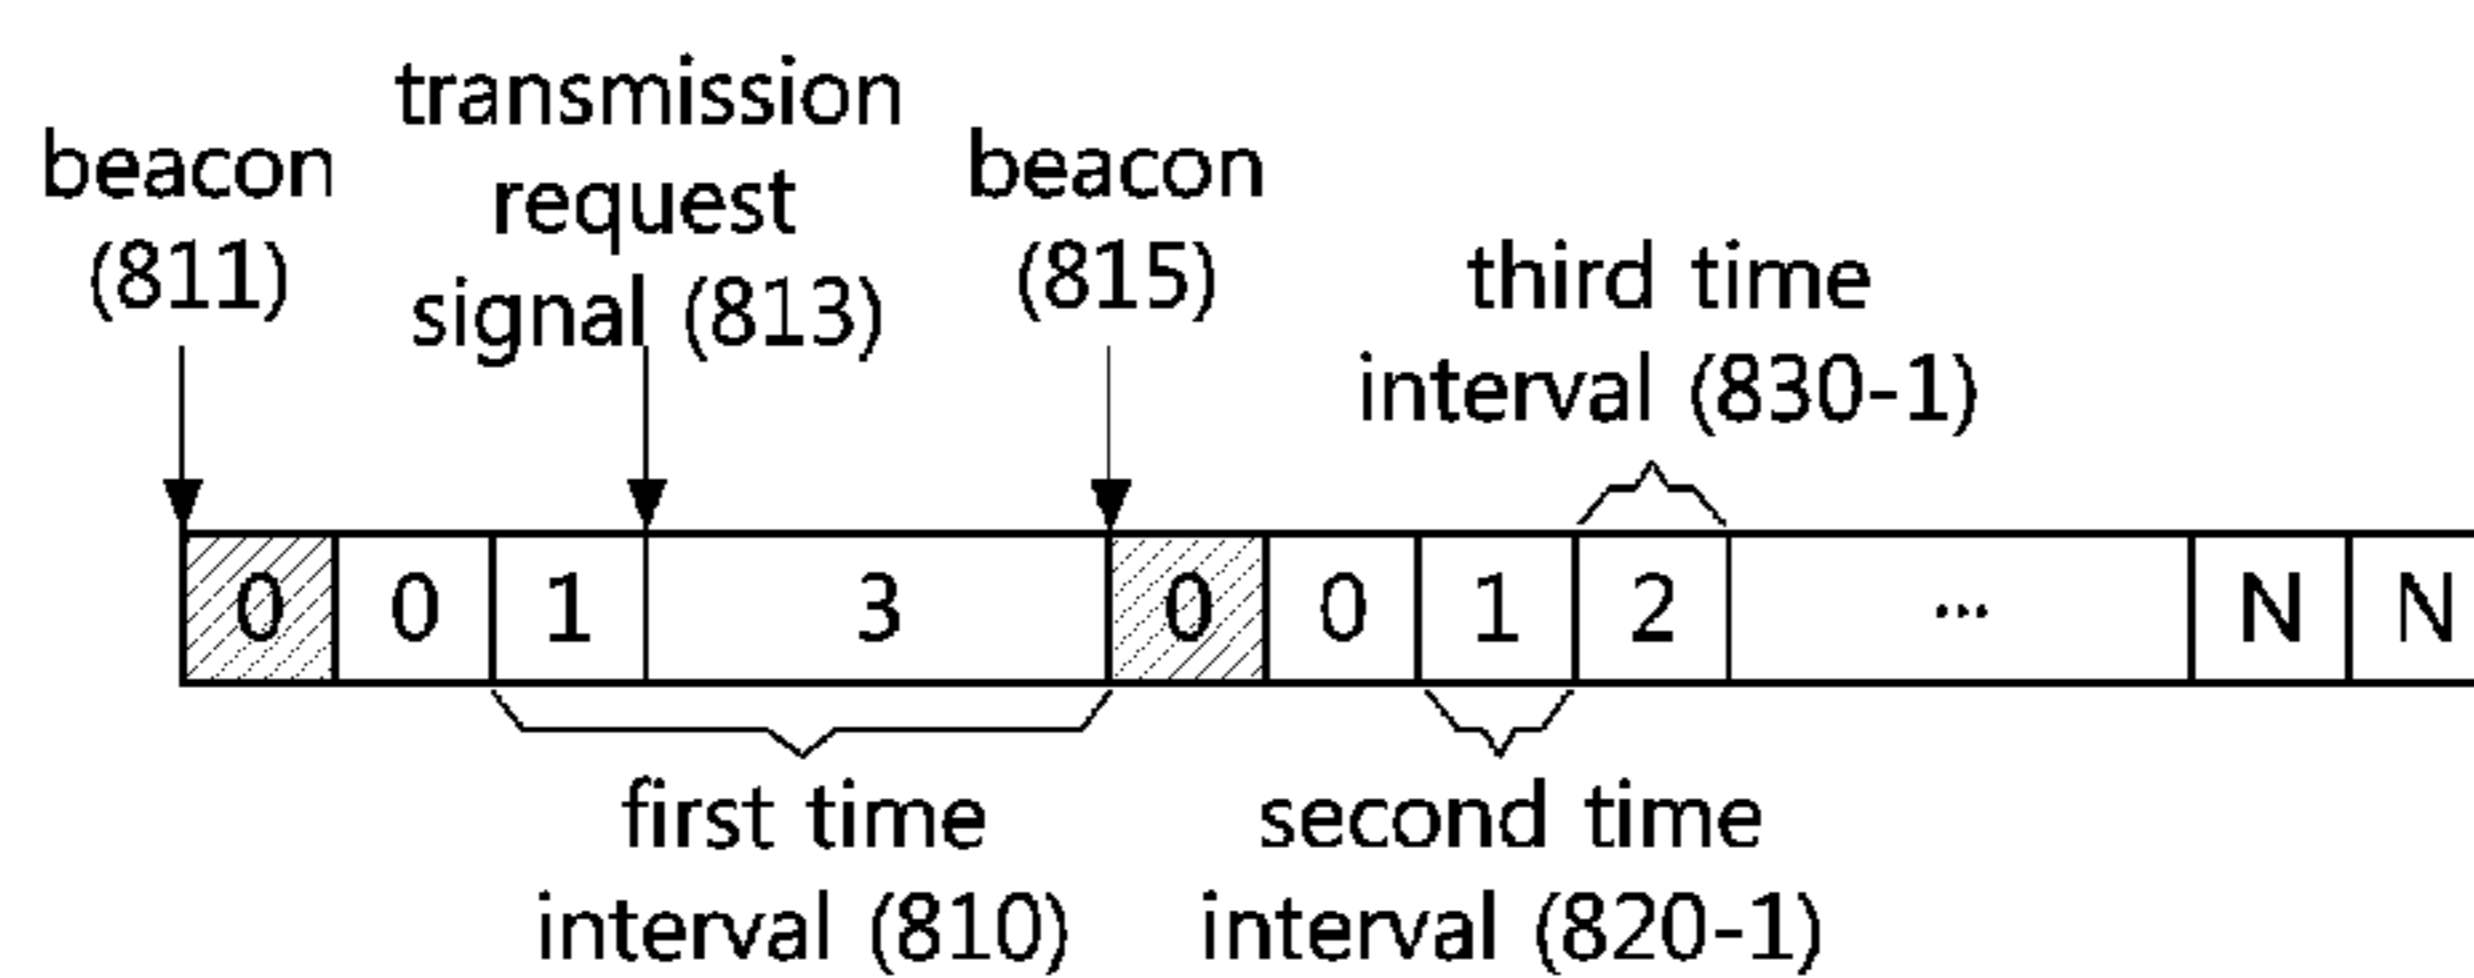 beacon
(811)
transmission
request
signal (813)
beacon
(815)
third time
interval (830-1)
0 0 1 3 0 0 1 2 ... N N
first time
interval (810)
second time
interval (820-1)